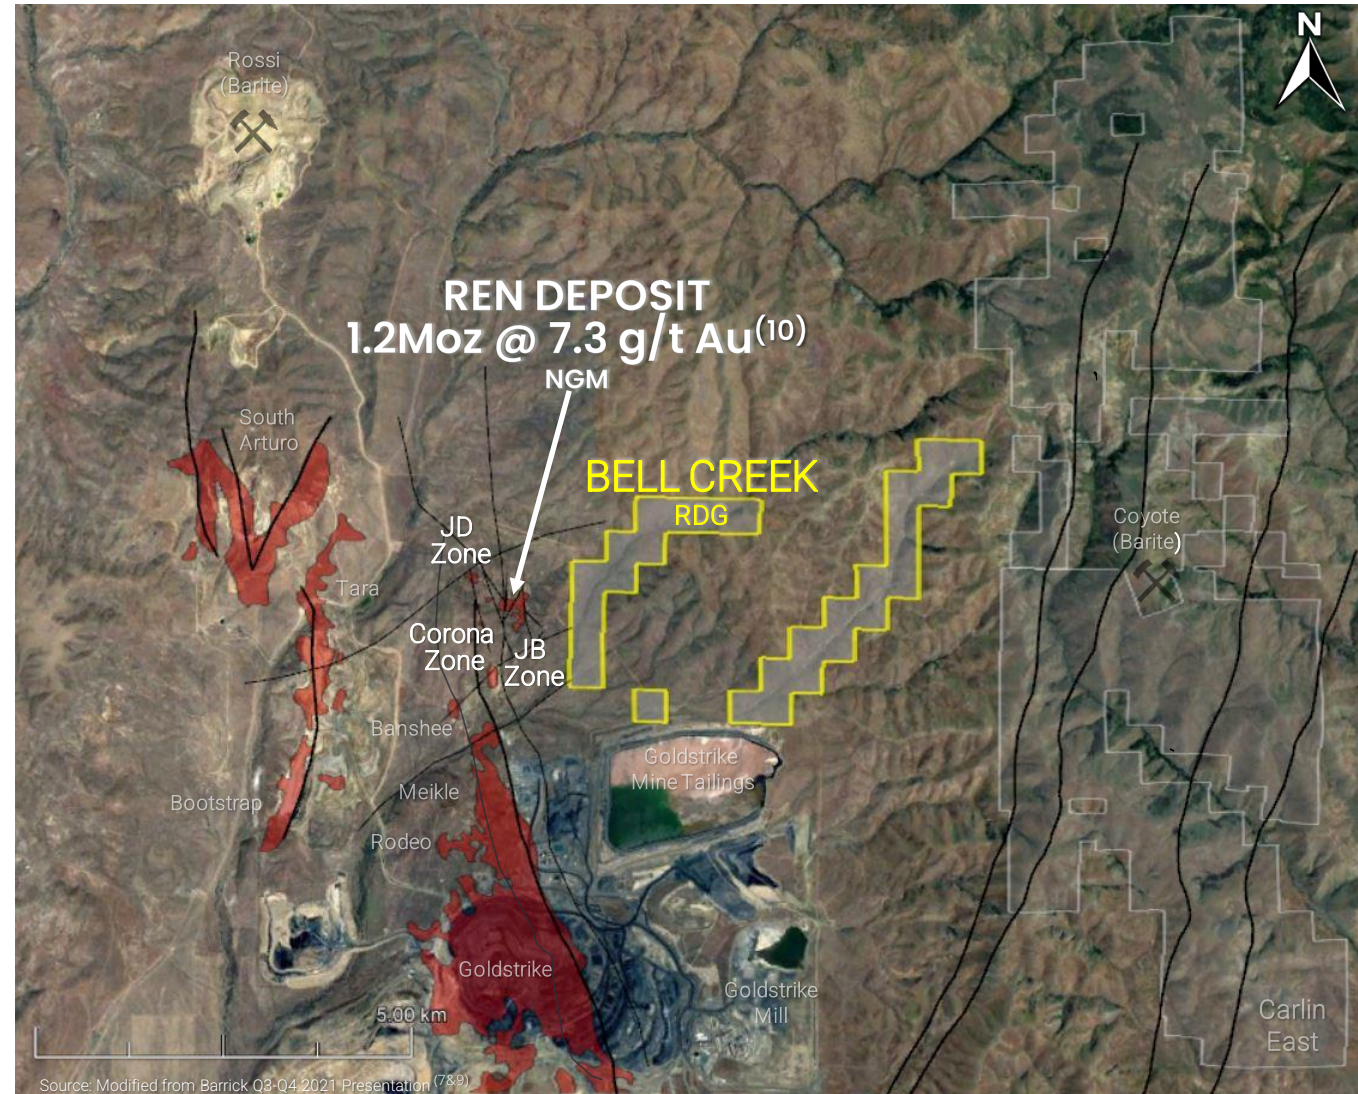 N
Rossi
(Barite)
REN DEPOSIT
1.2Moz @ 7.3 g/t Au(10)
NGM
South
Arturo
BELL CREEK
RDG
JD
Zone
Coyote
(Barite)
Tara
Corona
Zone
JB
Zone
Banshee
Goldstrike
Mine Tailings
Meikle
Bootstrap
Rodeo
Goldstrike
Goldstrike
Mill
5.00 km
Carlin
East
Source: Modified from Barrick Q3-Q4 2021 Presentation (7&9)